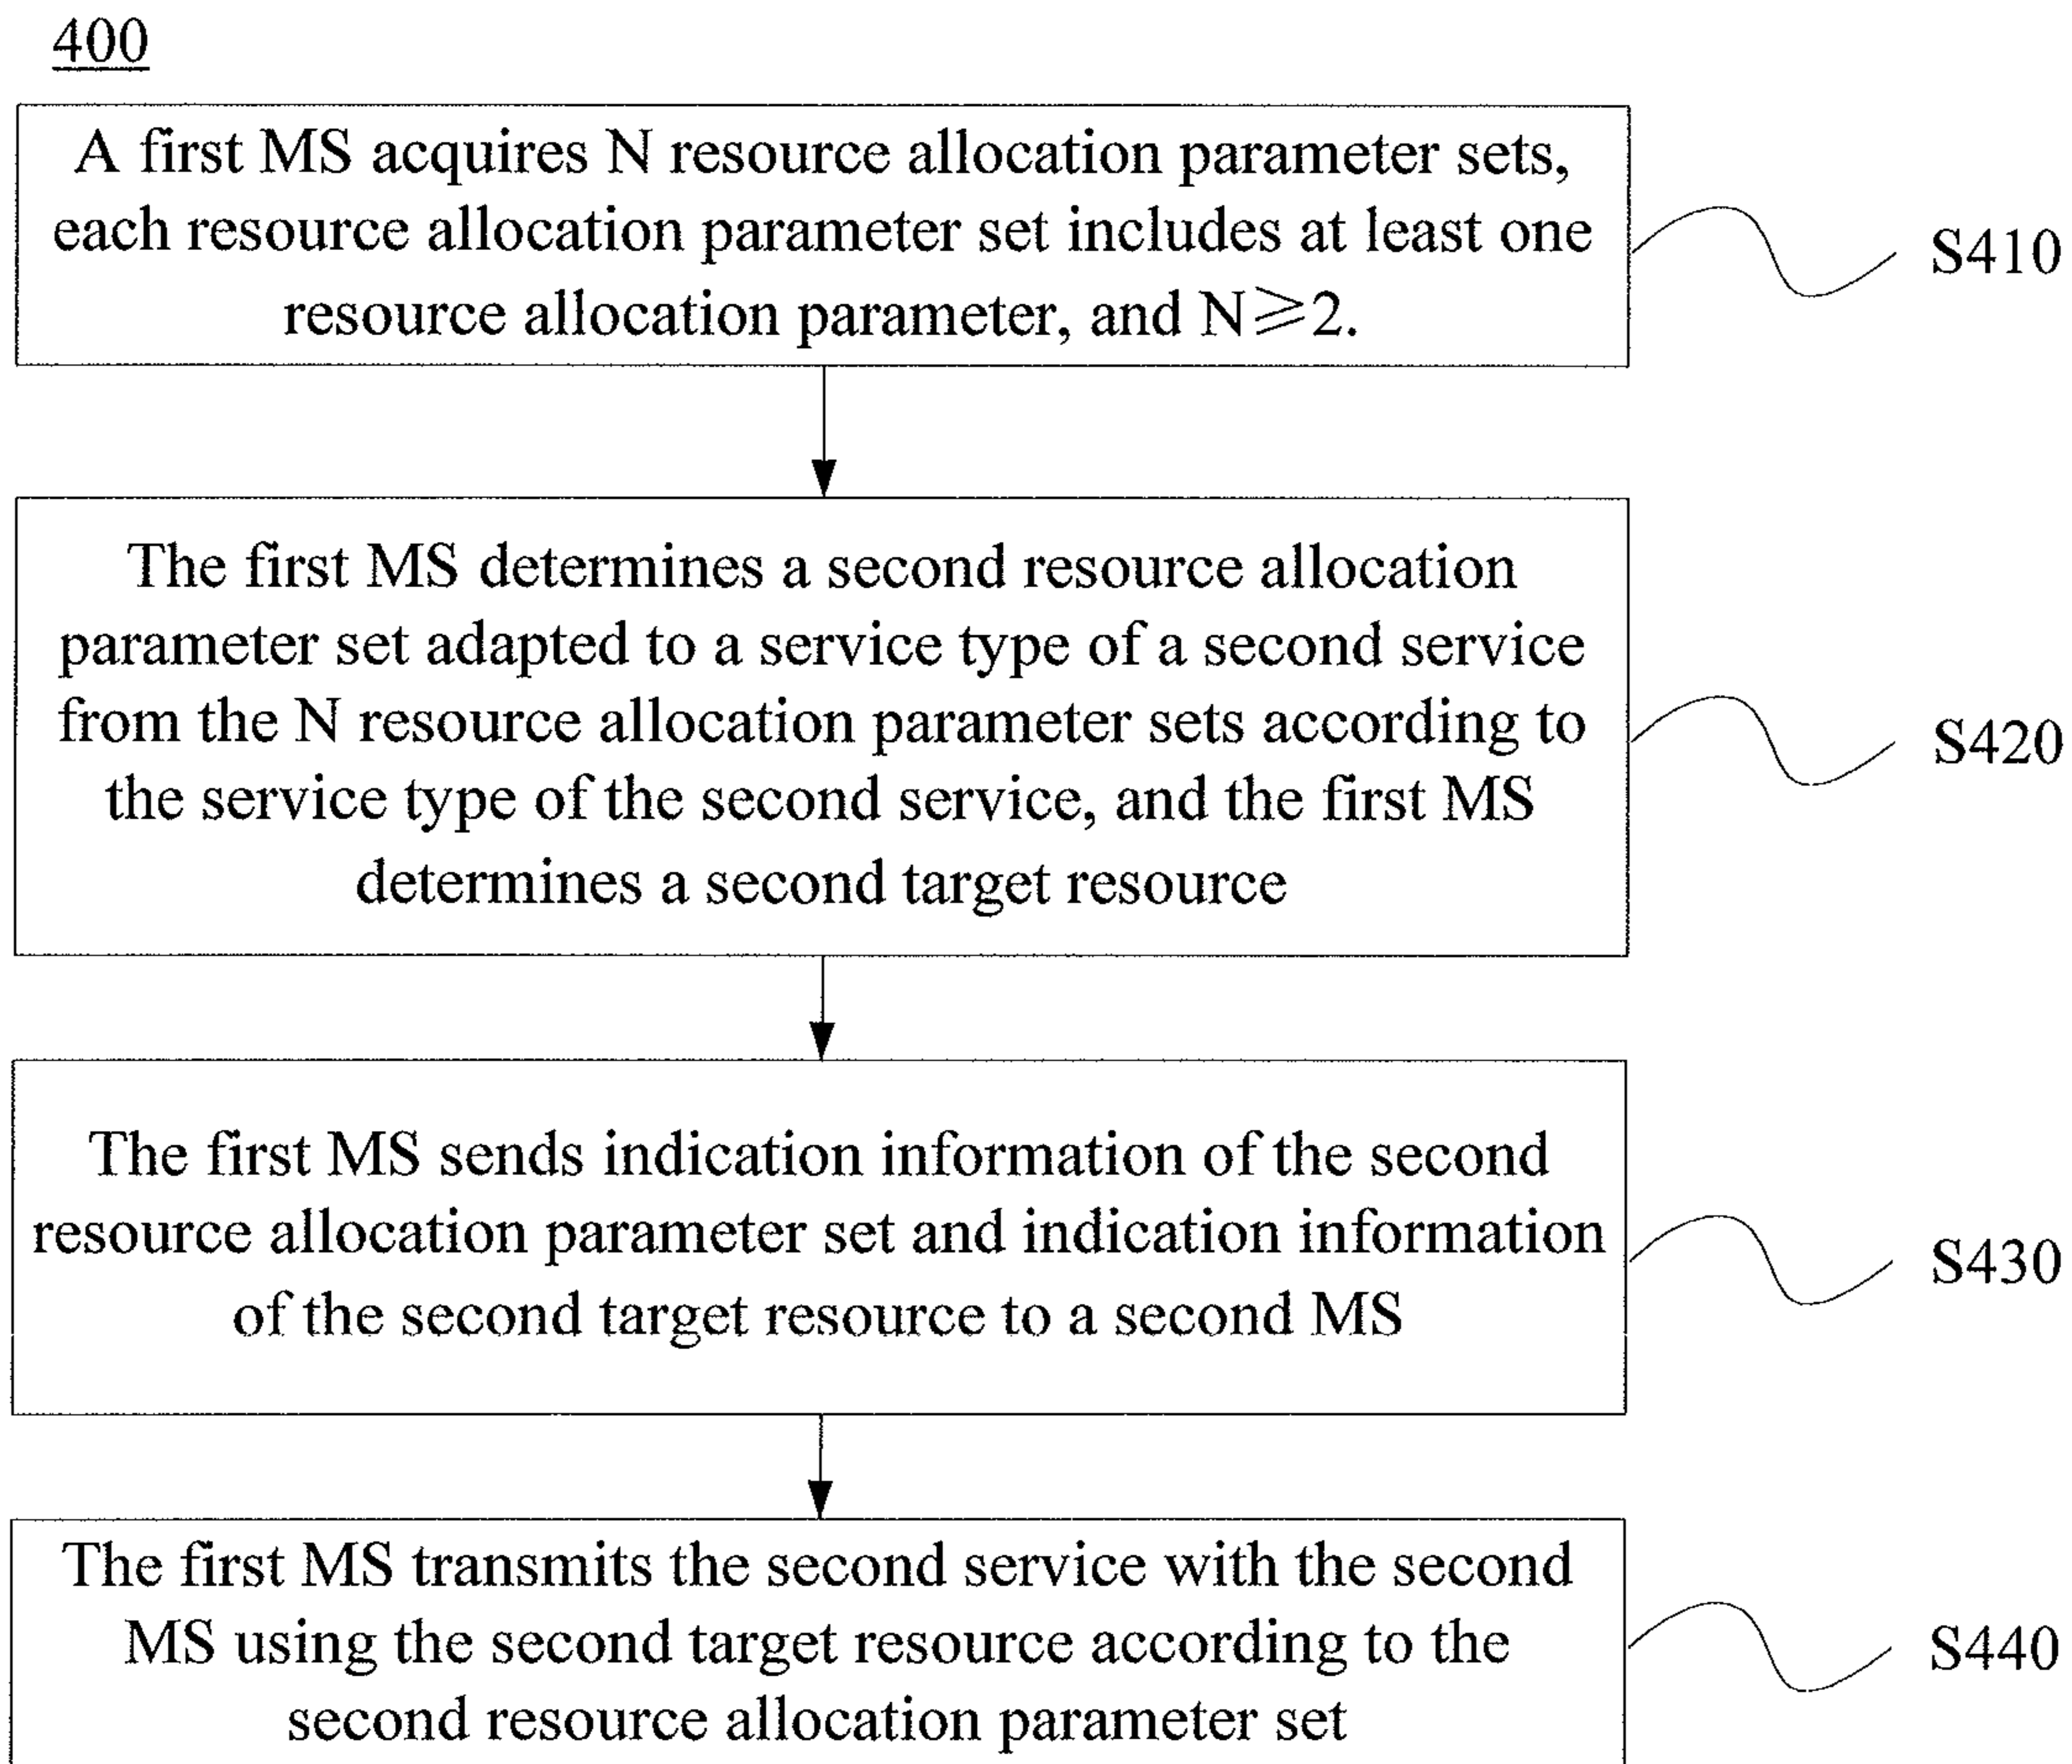 400
A first MS acquires N resource allocation parameter sets,
each resource allocation parameter set includes at least one
resource allocation parameter, and N⩾2.
S410
The first MS determines a second resource allocation
parameter set adapted to a service type of a second service
from the N resource allocation parameter sets according to
the service type of the second service, and the first MS
determines a second target resource
S420
The first MS sends indication information of the second
resource allocation parameter set and indication information
of the second target resource to a second MS
S430
The first MS transmits the second service with the second
MS using the second target resource according to the
second resource allocation parameter set
S440